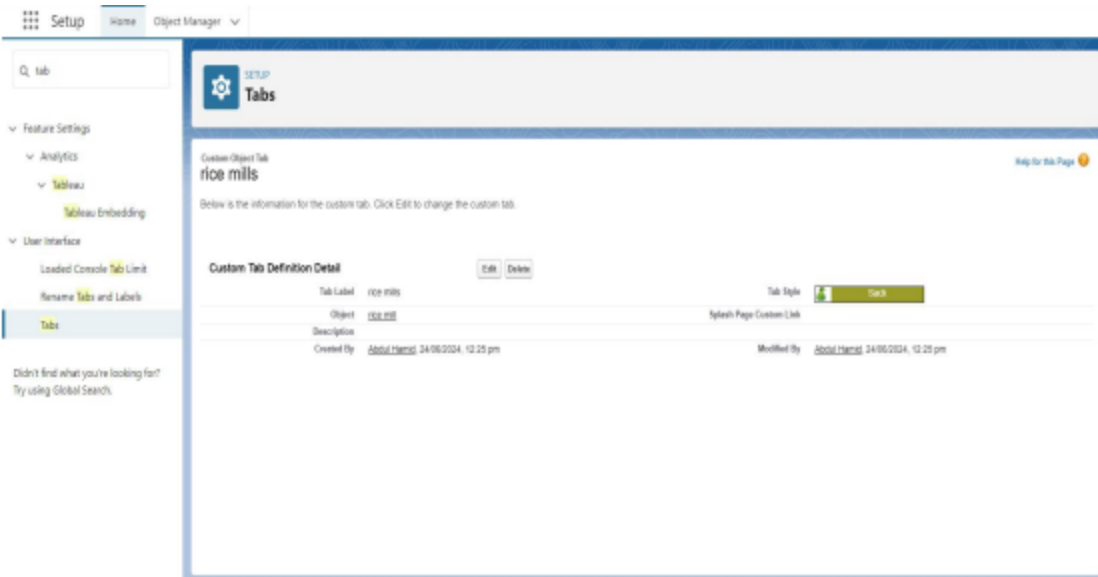 Setup Home Object Manager
tab
Feature Settings
Analytics
Tableau
Tableau Embedding
User Interface
Loaded Console Tab Limit
Rename Tabs and Labels
Tabs
Didn't find what you're looking for?
Try using Global Search.
SETUP
Tabs
Custom Object Tab
rice mills
Help for this Page
Below is the information for the custom tab. Click Edit to change the custom tab.
Custom Tab Definition Detail Edit Delete
Tab Label rice mills Tab Style Sack
Object rice mill Splash Page Custom Link
Description
Created By Abdul Hamid, 24/06/2024, 12:25 pm Modified By Abdul Hamid, 24/06/2024, 12:25 pm